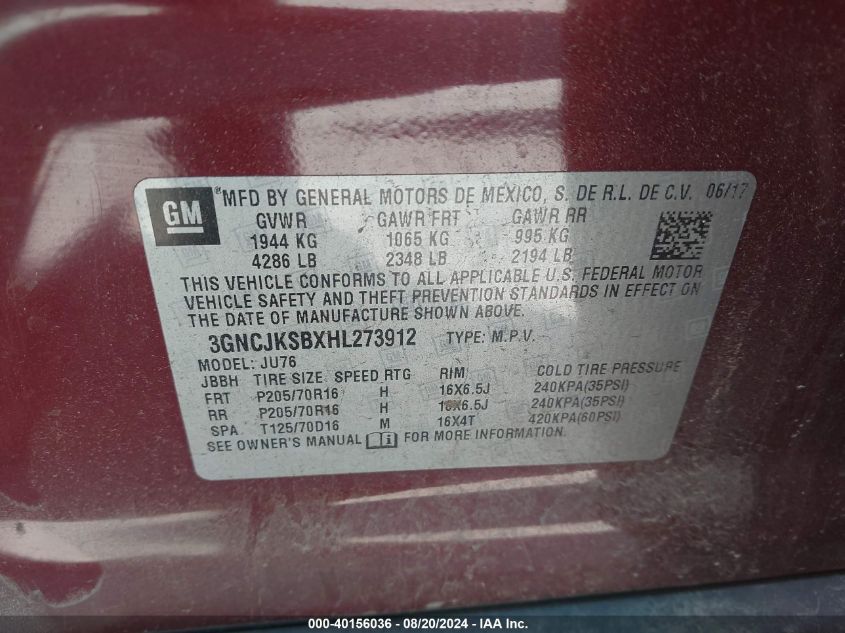 GM ® MFD BY GENERAL MOTORS DE MEXICO, S. DE R.L. DE C.V. 06/17
GVWR GAWR FRT GAWR RR
1944 KG 1065 KG 995 KG
4286 LB 2348 LB 2194 LB
THIS VEHICLE CONFORMS TO ALL APPLICABLE U.S. FEDERAL MOTOR
VEHICLE SAFETY AND THEFT PREVENTION STANDARDS IN EFFECT ON
THE DATE OF MANUFACTURE SHOWN ABOVE.
3GNCJKSBXHL273912 TYPE: M.P.V.
MODEL: JU76
JBBH TIRE SIZE SPEED RTG RIM COLD TIRE PRESSURE
FRT P205/70R16 H 16X6.5J 240KPA(35PSI)
RR P205/70R16 H 16X6.5J 240KPA(35PSI)
SPA T125/70D16 M 16X4T 420KPA(60PSI)
SEE OWNER'S MANUAL FOR MORE INFORMATION.
000-40156036 - 08/20/2024 - IAA Inc.